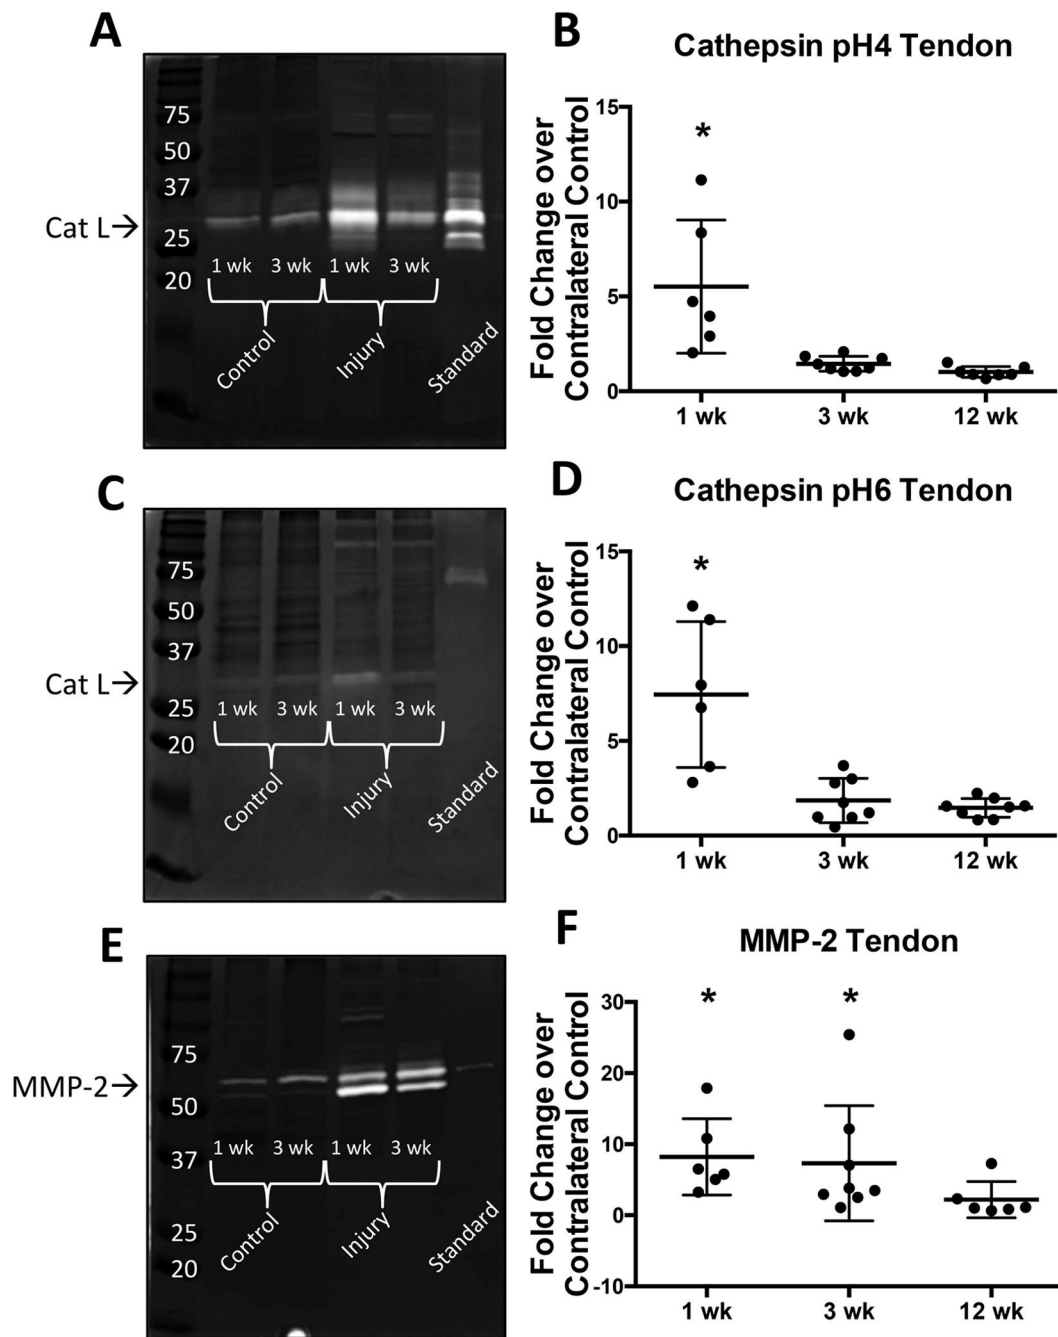 A
75
50
37
Cat L→
25
20
1 wk 3 wk 1 wk 3 wk
Control
Injury
Standard
B
Cathepsin pH4 Tendon
Fold Change over
Contralateral Control
15
10
5
0
*
1 wk 3 wk 12 wk
C
75
50
37
Cat L→
25
20
1 wk 3 wk 1 wk 3 wk
Control
Injury
Standard
D
Cathepsin pH6 Tendon
Fold Change over
Contralateral Control
15
10
5
0
*
1 wk 3 wk 12 wk
E
75
MMP-2→
50
37
25
20
1 wk 3 wk 1 wk 3 wk
Control
Injury
Standard
F
MMP-2 Tendon
Fold Change over
Contralateral Control
30
20
10
0
-10
* *
1 wk 3 wk 12 wk